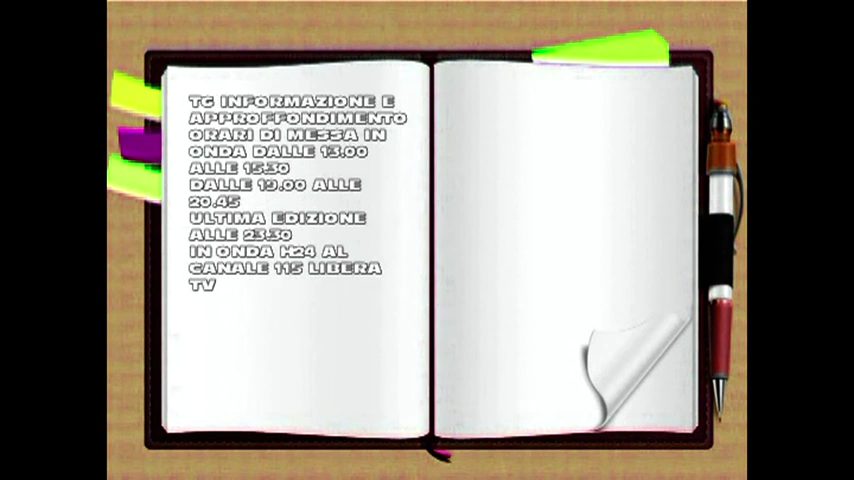 TG INFORMAZIONE E
APPROFFONDIMENTO
ORARI DI MESSA IN
ONDA DALLE 13.00
ALLE 15.30
DALLE 19.00 ALLE
20.45
ULTIMA EDIZIONE
ALLE 23.30
IN ONDA H24 AL
CANALE 115 LIBERA
TV